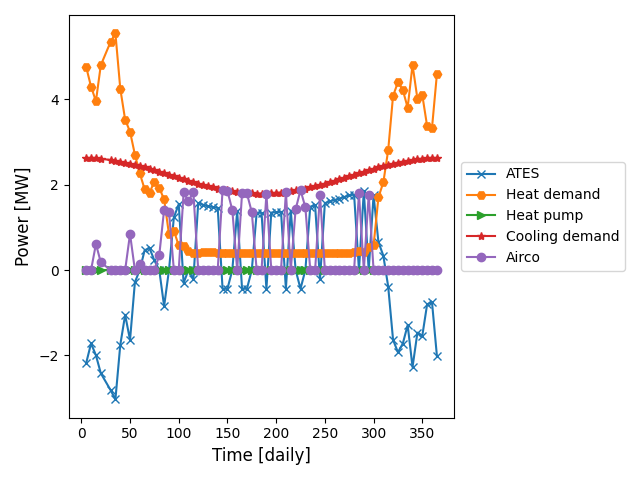 4
2
0
−2
Power [MW]
0
50
100
150
200
250
300
350
Time [daily]
ATES
Heat demand
Heat pump
Cooling demand
Airco